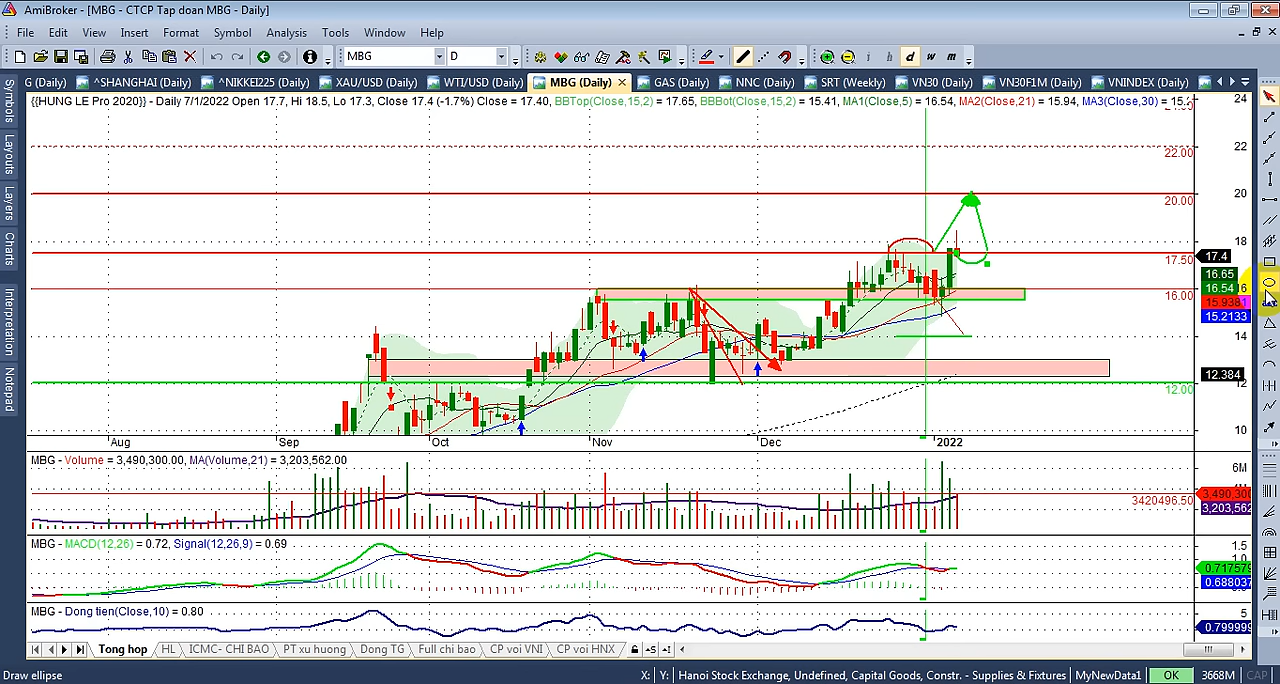 AmiBroker - [MBG - CTCP Tap doan MBG - Daily]
File Edit View Insert Format Symbol Analysis Tools Window Help
MBG D i h d w m
G (Daily) ^SHANGHAI (Daily) ^NIKKEI225 (Daily) XAU/USD (Daily) WTI/USD (Daily) MBG (Daily) GAS (Daily) NNC (Daily) SRT (Weekly) VN30 (Daily) VN30F1M (Daily) VNINDEX (Daily)
{{HUNG LE Pro 2020}} - Daily 7/1/2022 Open 17.7, Hi 18.5, Lo 17.3, Close 17.4 (-1.7%) Close = 17.40, BBTop(Close,15,2) = 17.65, BBBot(Close,15,2) = 15.41, MA1(Close,5) = 16.54, MA2(Close,21) = 15.94, MA3(Close,30) =
Symbols
Layouts
Layers
Charts
Interpretation
Notepad
24
22
22.00
20
20.00
18
17.50
17.4
16.65
16.54
16.00
15.2133
14
12.384
12
12.00
10
Aug Sep Oct Nov Dec 2022
MBG - Volume = 3,490,300.00, MA(Volume,21) = 3,203,562.00
6M
3420496.50
3,490,300
3,203,562
MBG - MACD(12,26) = 0.72, Signal(12,26,9) = 0.69
1.5
1.0
0.717579
0.688037
MBG - Dong tien(Close,10) = 0.80
5
0.799999
Tong hop HL ICMC- CHI BAO PT xu huong Dong TG Full chi bao CP voi VNI CP voi HNX
Draw ellipse X: Y: Hanoi Stock Exchange, Undefined, Capital Goods, Constr. - Supplies & Fixtures MyNewData1 OK 3668M CAP